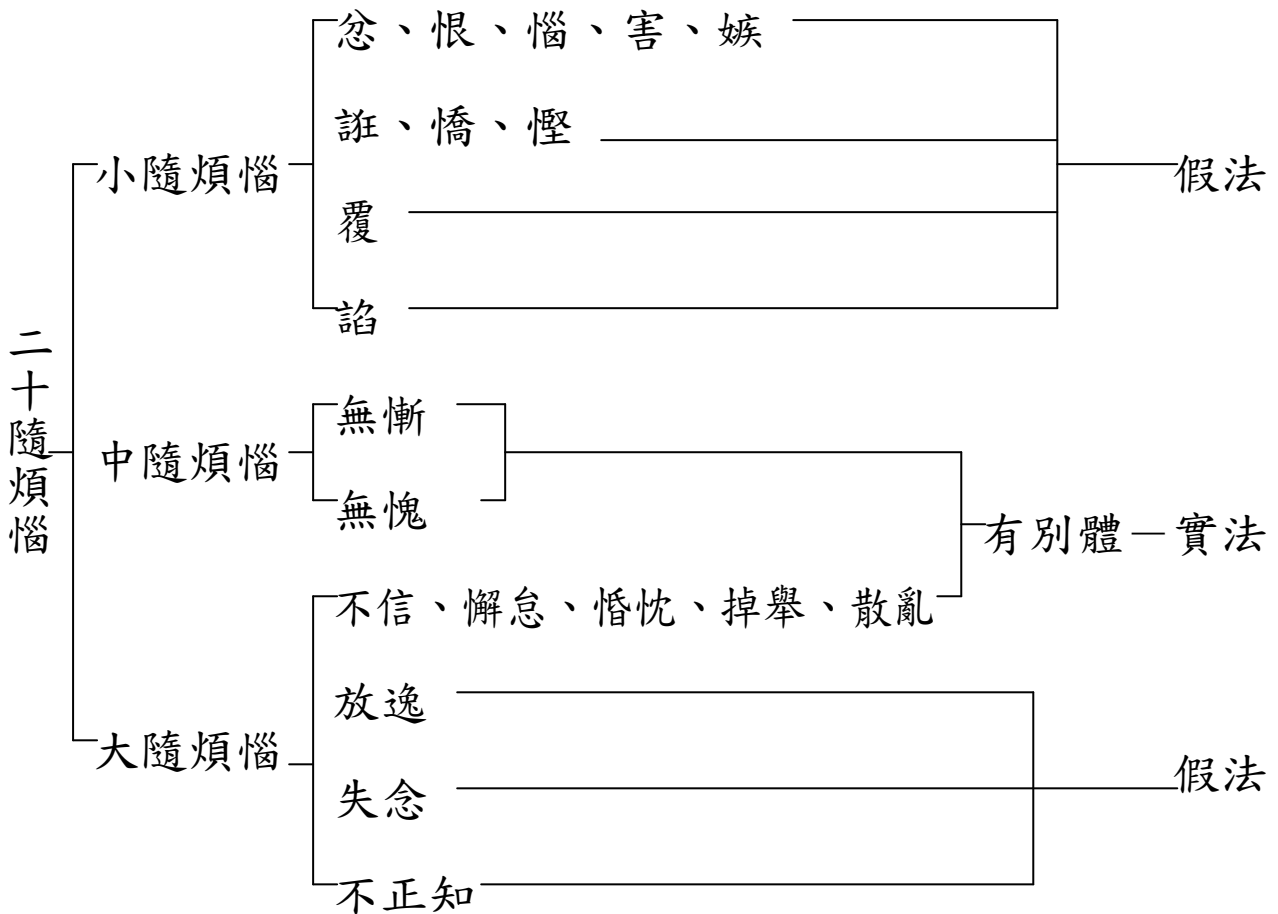 二十隨煩惱
小隨煩惱
忿、恨、惱、害、嫉
誑、憍、慳
覆
諂
假法
中隨煩惱
無慚
無愧
有別體－實法
大隨煩惱
不信、懈怠、惛忱、掉舉、散亂
放逸
失念
不正知
假法